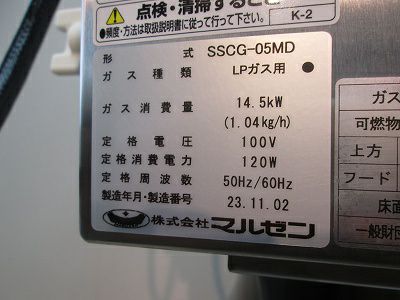 点検・清掃すること
●頻度・方法は取扱説明書に従って行ってください。
K-2
形式 SSCG-05MD
ガス種類 LPガス用 ●
ガス消費量 14.5kW
(1.04kg/h)
定格電圧 100V
定格消費電力 120W
定格周波数 50Hz/60Hz
製造年月・製造番号 23.11.02
株式会社マルゼン
ガス
可燃物
上方
フード
床面
一般財